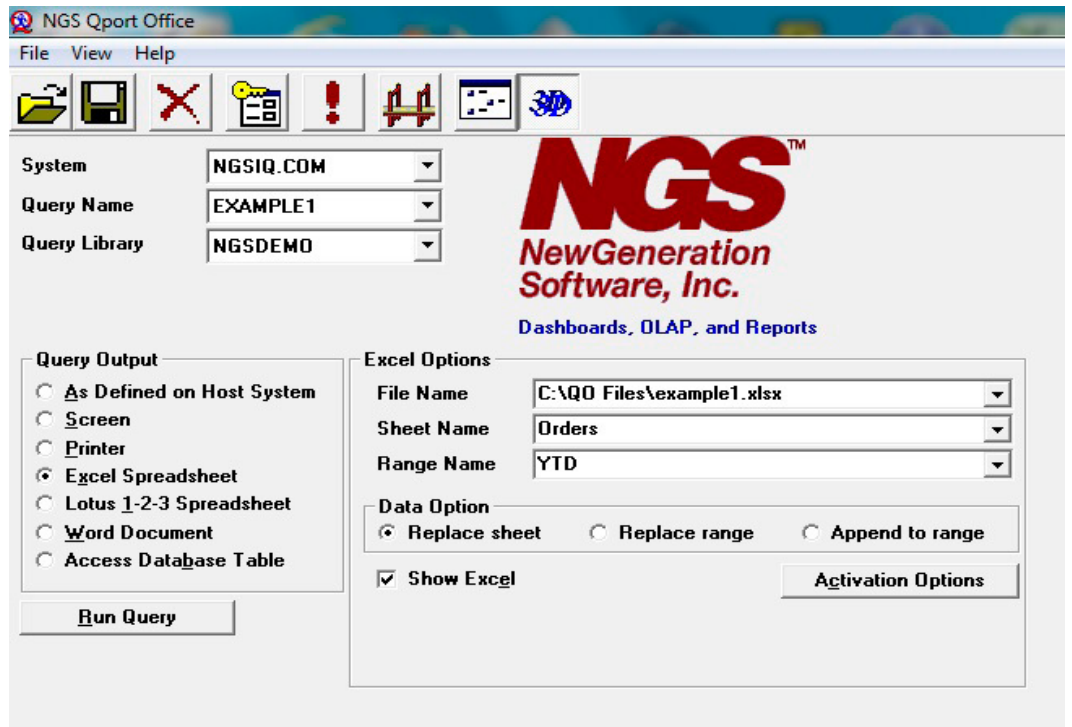 NGS Qport Office
File View Help
3D
System NGSIQ.COM
Query Name EXAMPLE1
Query Library NGSDEMO
NGS™
NewGeneration
Software, Inc.
Dashboards, OLAP, and Reports
Query Output
As Defined on Host System
Screen
Printer
Excel Spreadsheet
Lotus 1-2-3 Spreadsheet
Word Document
Access Database Table
Run Query
Excel Options
File Name C:\QO Files\example1.xlsx
Sheet Name Orders
Range Name YTD
Data Option
Replace sheet Replace range Append to range
Show Excel Activation Options